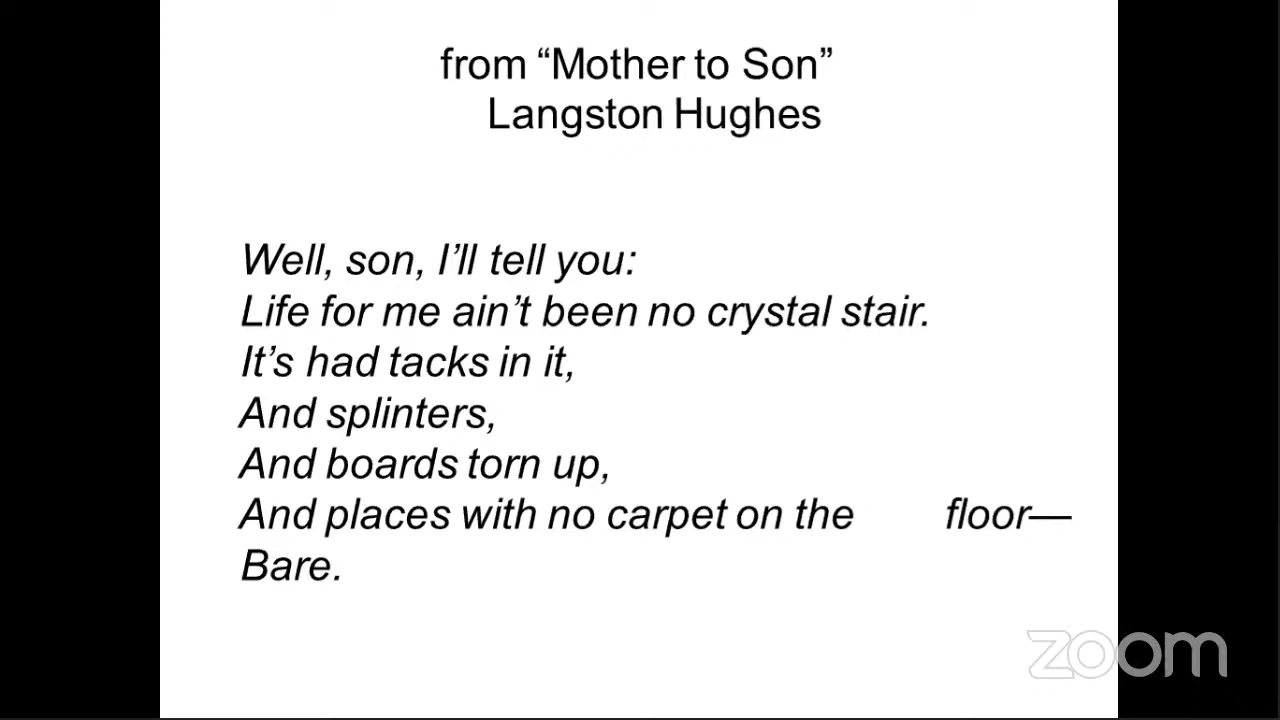 from “Mother to Son”
Langston Hughes
Well, son, I’ll tell you:
Life for me ain’t been no crystal stair.
It’s had tacks in it,
And splinters,
And boards torn up,
And places with no carpet on the floor—
Bare.
zoom